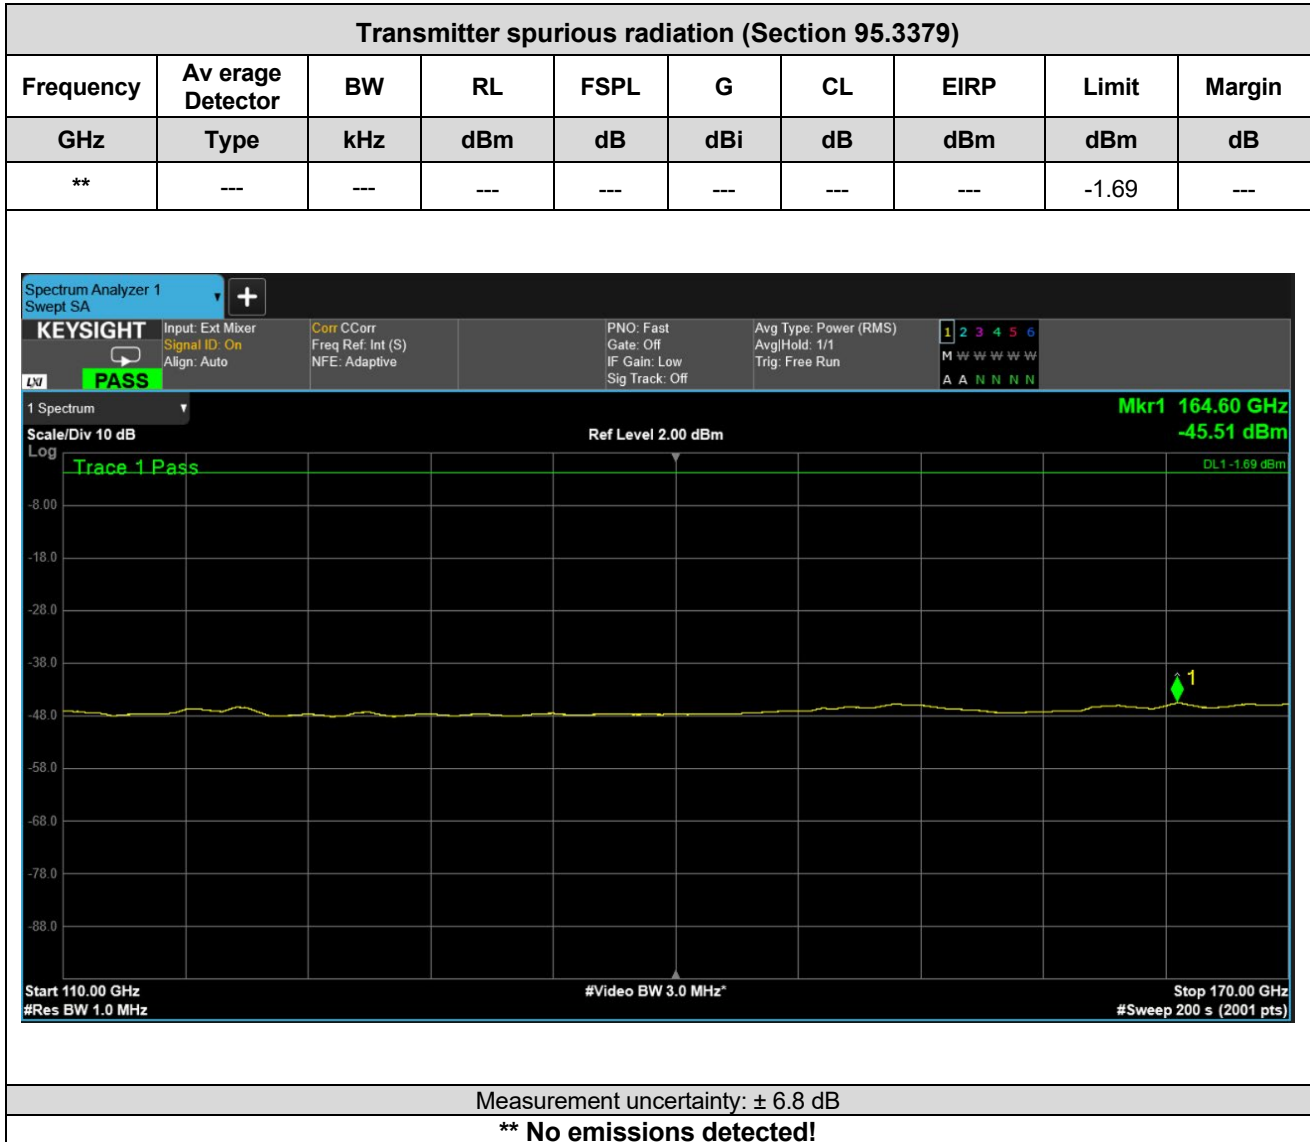 Transmitter spurious radiation (Section 95.3379)
Frequency Av erage Detector BW RL FSPL G CL EIRP Limit Margin
GHz Type kHz dBm dB dBi dB dBm dBm dB
** --- --- --- --- --- --- --- -1.69 ---
Spectrum Analyzer 1
Swept SA
+
KEYSIGHT
LXI PASS
Input: Ext Mixer
Signal ID: On
Align: Auto
Corr CCorr
Freq Ref: Int (S)
NFE: Adaptive
PNO: Fast
Gate: Off
IF Gain: Low
Sig Track: Off
Avg Type: Power (RMS)
Avg|Hold: 1/1
Trig: Free Run
1 2 3 4 5 6
M W W W W W
A A N N N N
1 Spectrum
Mkr1 164.60 GHz
-45.51 dBm
Scale/Div 10 dB
Ref Level 2.00 dBm
Log
Trace 1 Pass
DL1 -1.69 dBm
-8.00
-18.0
-28.0
-38.0
1
-48.0
-58.0
-68.0
-78.0
-88.0
Start 110.00 GHz #Video BW 3.0 MHz* Stop 170.00 GHz
#Res BW 1.0 MHz #Sweep 200 s (2001 pts)
Measurement uncertainty: ± 6.8 dB
** No emissions detected!